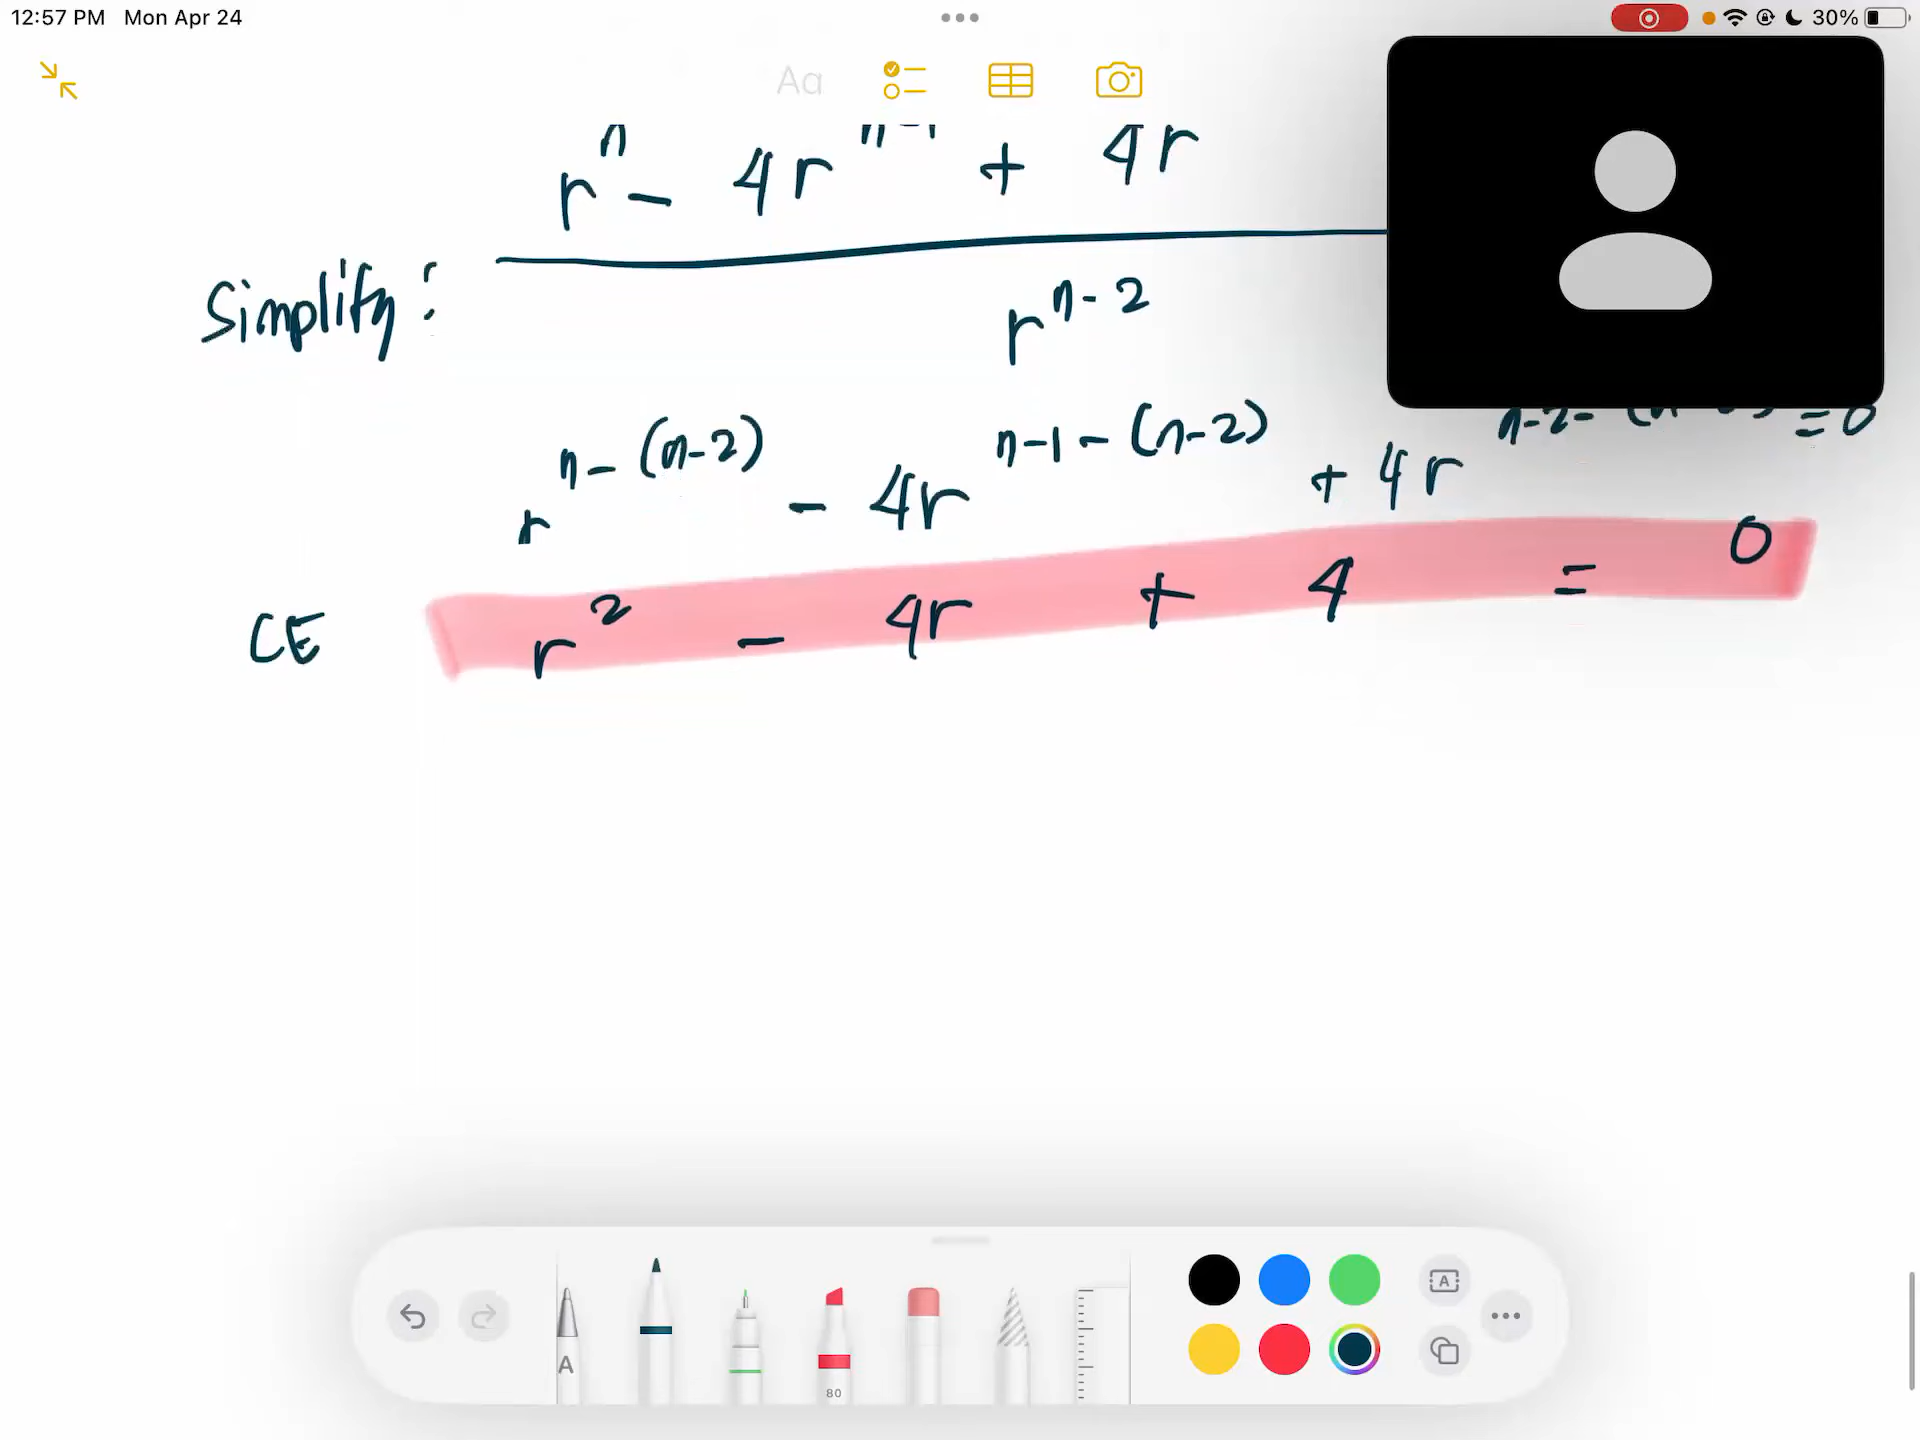 12:57 PM Mon Apr 24
30%
Aa
r^n - 4r^(n-1) + 4r
Simplify :
r^(n-2)
r^(n-(n-2)) - 4r^(n-1-(n-2)) + 4r^(n-2-(n = 0
CE r² - 4r + 4 = 0
A
80
A